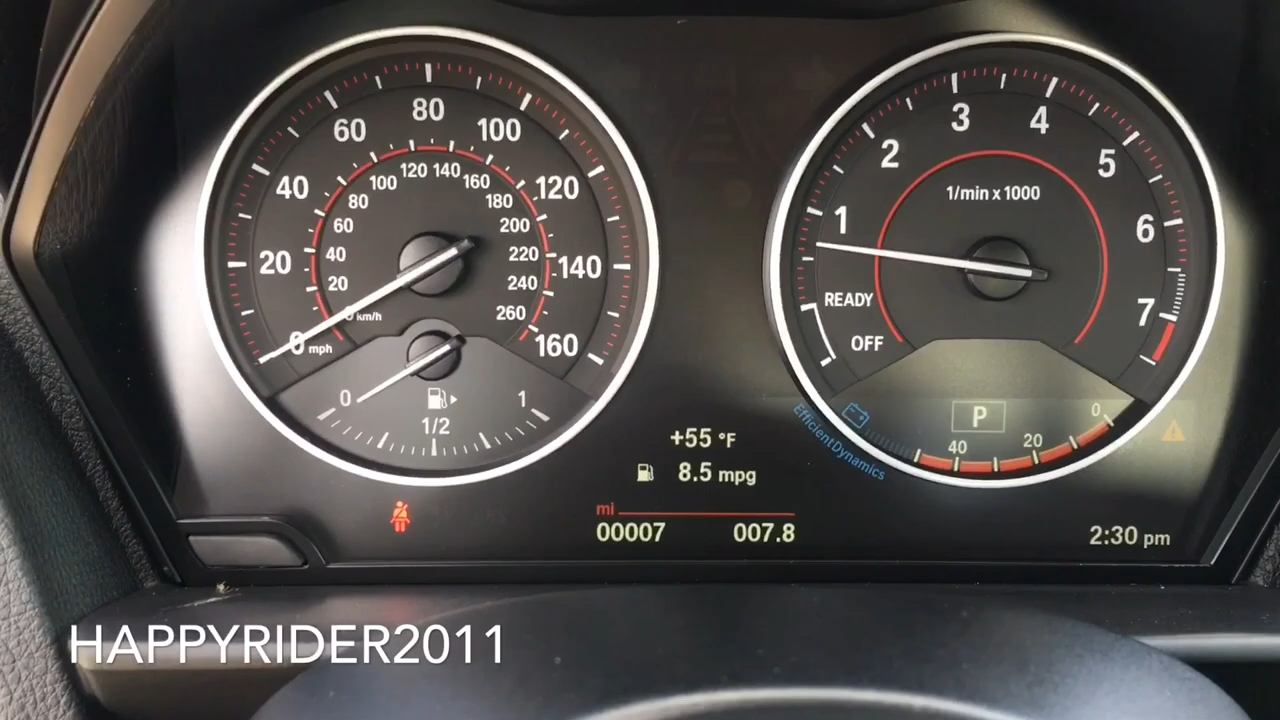 20 40 60 80 100 120 140 160
mph
0 20 40 60 80 100 120 140 160 180 200 220 240 260
km/h
0 1/2 1
1 2 3 4 5 6 7
1/min x 1000
READY
OFF
P
40 20 0
EfficientDynamics
+55 °F
8.5 mpg
mi
00007 007.8
2:30 pm
HAPPYRIDER2011